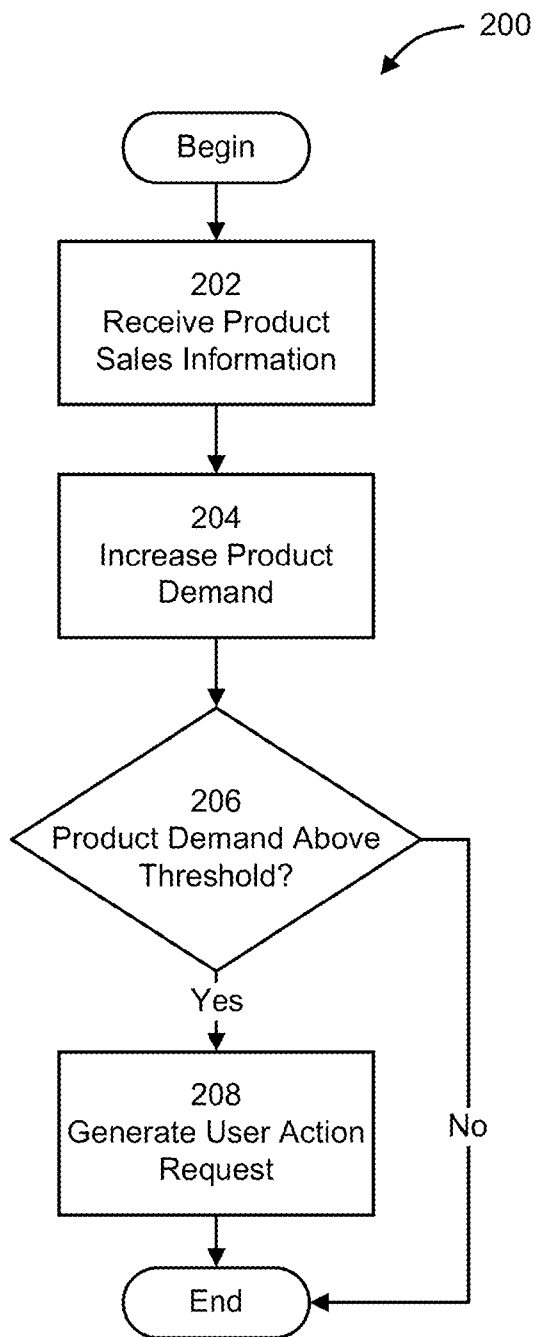 200
Begin
202
Receive Product
Sales Information
204
Increase Product
Demand
206
Product Demand Above
Threshold?
Yes
208
Generate User Action
Request
No
End